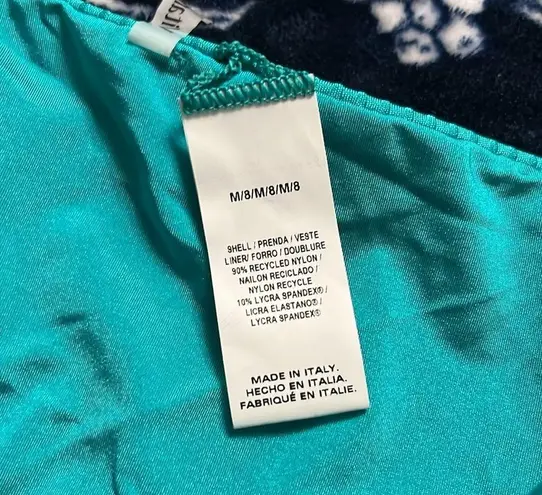 M/8/M/8/M/8
SHELL / PRENDA / VESTE
LINER/ FORRO / DOUBLURE
90% RECYCLED NYLON /
NAILON RECICLADO /
NYLON RECYCLE
10% LYCRA SPANDEX® /
LICRA ELASTANO® /
LYCRA SPANDEX®
MADE IN ITALY.
HECHO EN ITALIA.
FABRIQUÉ EN ITALIE.